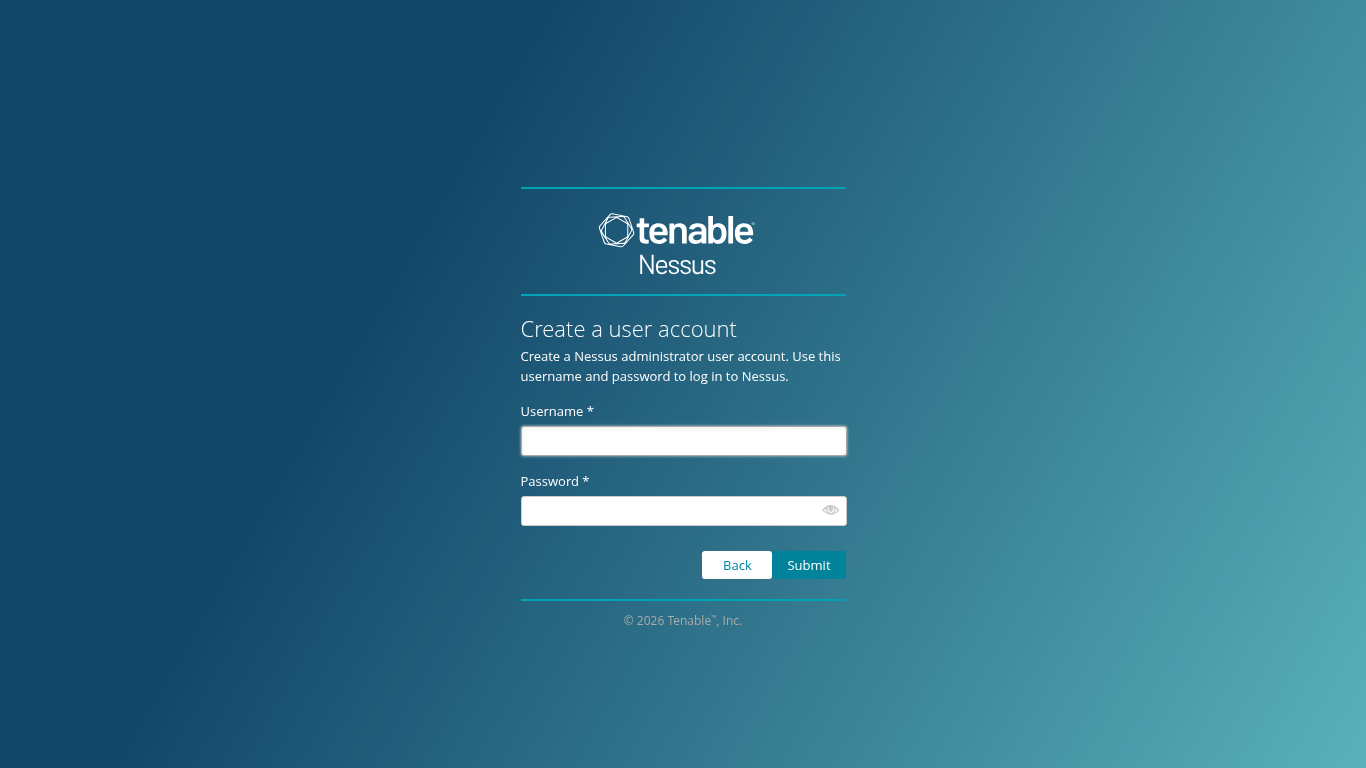 tenable
Nessus
Create a user account
Create a Nessus administrator user account. Use this
username and password to log in to Nessus.
Username *
Password *
Back Submit
© 2026 Tenable™, Inc.